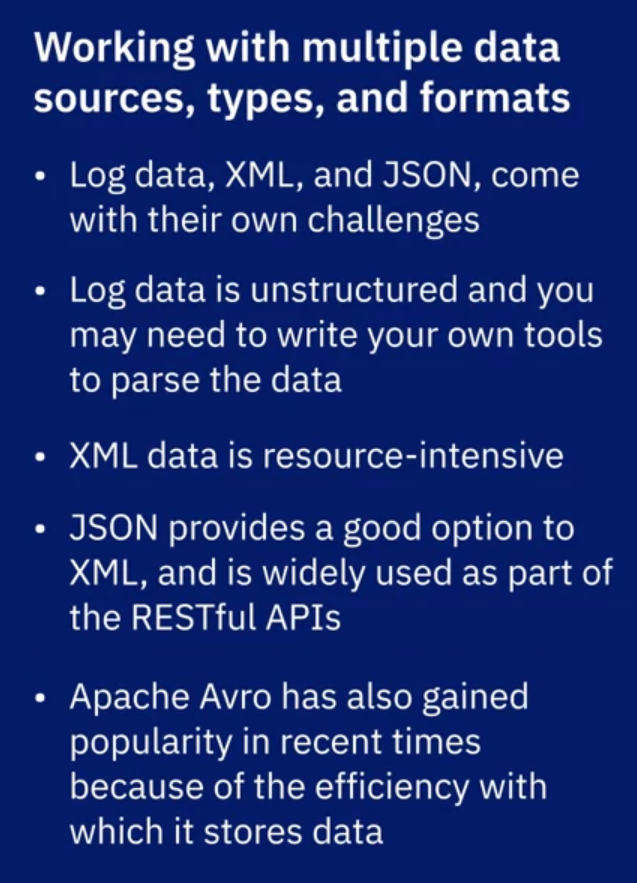 Working with multiple data
sources, types, and formats
• Log data, XML, and JSON, come
with their own challenges
• Log data is unstructured and you
may need to write your own tools
to parse the data
• XML data is resource-intensive
• JSON provides a good option to
XML, and is widely used as part of
the RESTful APIs
• Apache Avro has also gained
popularity in recent times
because of the efficiency with
which it stores data